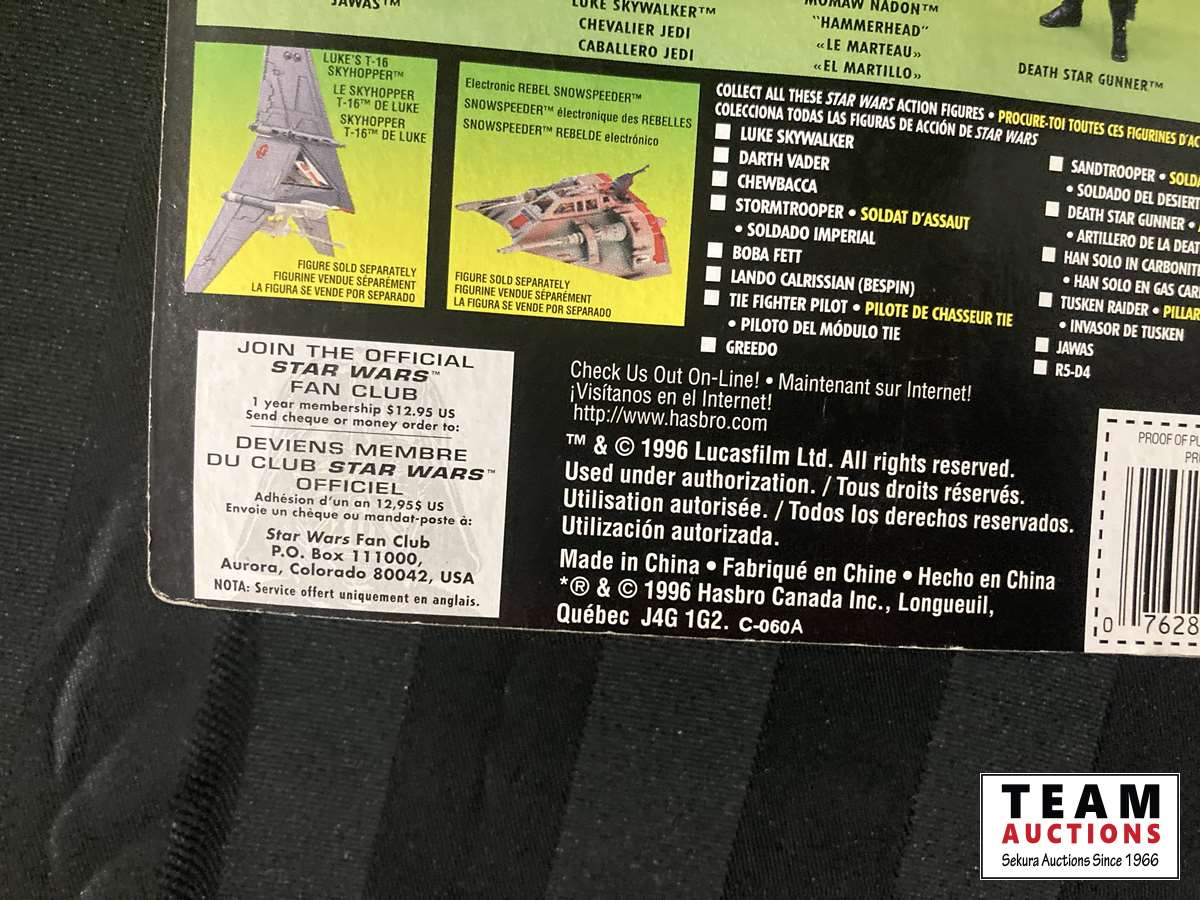 JAWAS™
LUKE SKYWALKER™
CHEVALIER JEDI
CABALLERO JEDI
MOMAW NADON™
"HAMMERHEAD"
«LE MARTEAU»
«EL MARTILLO»
DEATH STAR GUNNER™
LUKE'S T-16
SKYHOPPER™
LE SKYHOPPER
T-16™ DE LUKE
SKYHOPPER
T-16™ DE LUKE
FIGURE SOLD SEPARATELY
FIGURINE VENDUE SÉPARÉMENT
LA FIGURA SE VENDE POR SEPARADO
Electronic REBEL SNOWSPEEDER™
SNOWSPEEDER™ électronique des REBELLES
SNOWSPEEDER™ REBELDE electrónico
FIGURE SOLD SEPARATELY
FIGURINE VENDUE SÉPARÉMENT
LA FIGURA SE VENDE POR SEPARADO
COLLECT ALL THESE STAR WARS ACTION FIGURES • PROCURE-TOI TOUTES CES FIGURINES
COLECCIONA TODAS LAS FIGURAS DE ACCIÓN DE STAR WARS
LUKE SKYWALKER
DARTH VADER
CHEWBACCA
STORMTROOPER • SOLDAT D'ASSAUT
• SOLDADO IMPERIAL
BOBA FETT
LANDO CALRISSIAN (BESPIN)
TIE FIGHTER PILOT • PILOTE DE CHASSEUR TIE
• PILOTO DEL MÓDULO TIE
GREEDO
SANDTROOPER •
• SOLDADO DEL
DEATH STAR GUNNER •
• ARTILLERO DE LA
HAN SOLO IN CARBONITE
• HAN SOLO EN GAS
TUSKEN RAIDER •
• INVASOR DE TUSKEN
JAWAS
R5-D4
JOIN THE OFFICIAL
STAR WARS™
FAN CLUB
1 year membership $12.95 US
Send cheque or money order to:
DEVIENS MEMBRE
DU CLUB STAR WARS™
OFFICIEL
Adhésion d'un an 12,95$ US
Envoie un chèque ou mandat-poste à:
Star Wars Fan Club
P.O. Box 111000,
Aurora, Colorado 80042, USA
NOTA: Service offert uniquement en anglais.
Check Us Out On-Line! • Maintenant sur Internet!
¡Visítanos en el Internet!
http://www.hasbro.com
™ & © 1996 Lucasfilm Ltd. All rights reserved.
Used under authorization. / Tous droits réservés.
Utilisation autorisée. / Todos los derechos reservados.
Utilización autorizada.
Made in China • Fabriqué en Chine • Hecho en China
*® & © 1996 Hasbro Canada Inc., Longueuil,
Québec J4G 1G2. C-060A
PROOF OF
0 7628
TEAM
AUCTIONS
Sekura Auctions Since 1966